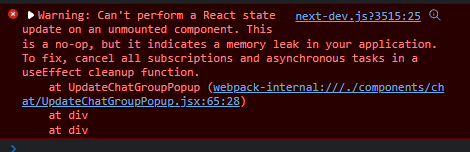 Warning: Can't perform a React state next-dev.js?3515:25
update on an unmounted component. This
is a no-op, but it indicates a memory leak in your application.
To fix, cancel all subscriptions and asynchronous tasks in a
useEffect cleanup function.
at UpdateChatGroupPopup (webpack-internal:///./components/ch
at/UpdateChatGroupPopup.jsx:65:28)
at div
at div